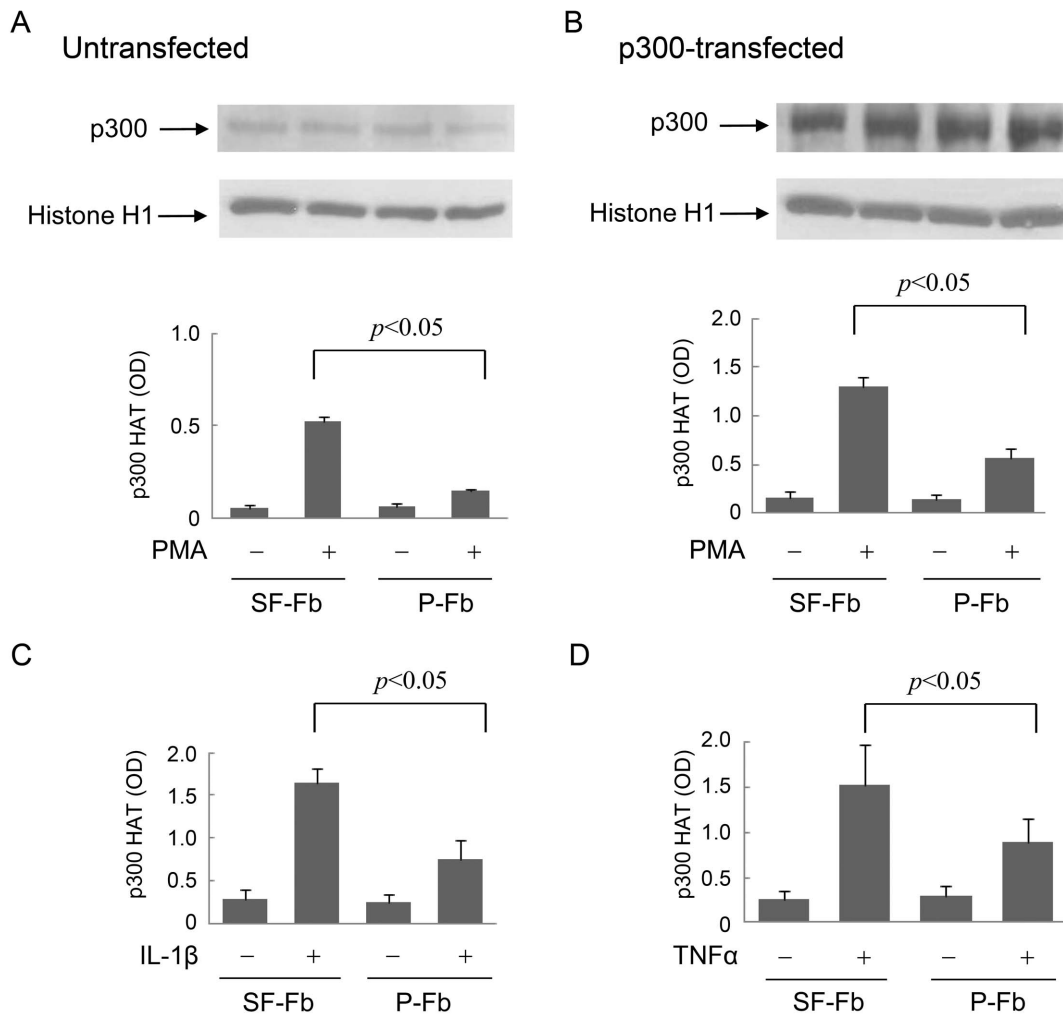 A
Untransfected
p300
Histone H1
p<0.05
p300 HAT (OD)
1.0
0.5
0
PMA – + – +
SF-Fb P-Fb
B
p300-transfected
p300
Histone H1
p<0.05
p300 HAT (OD)
2.0
1.5
1.0
0.5
0
PMA – + – +
SF-Fb P-Fb
C
p<0.05
p300 HAT (OD)
2.0
1.5
1.0
0.5
0
IL-1β – + – +
SF-Fb P-Fb
D
p<0.05
p300 HAT (OD)
2.0
1.5
1.0
0.5
0
TNFα – + – +
SF-Fb P-Fb